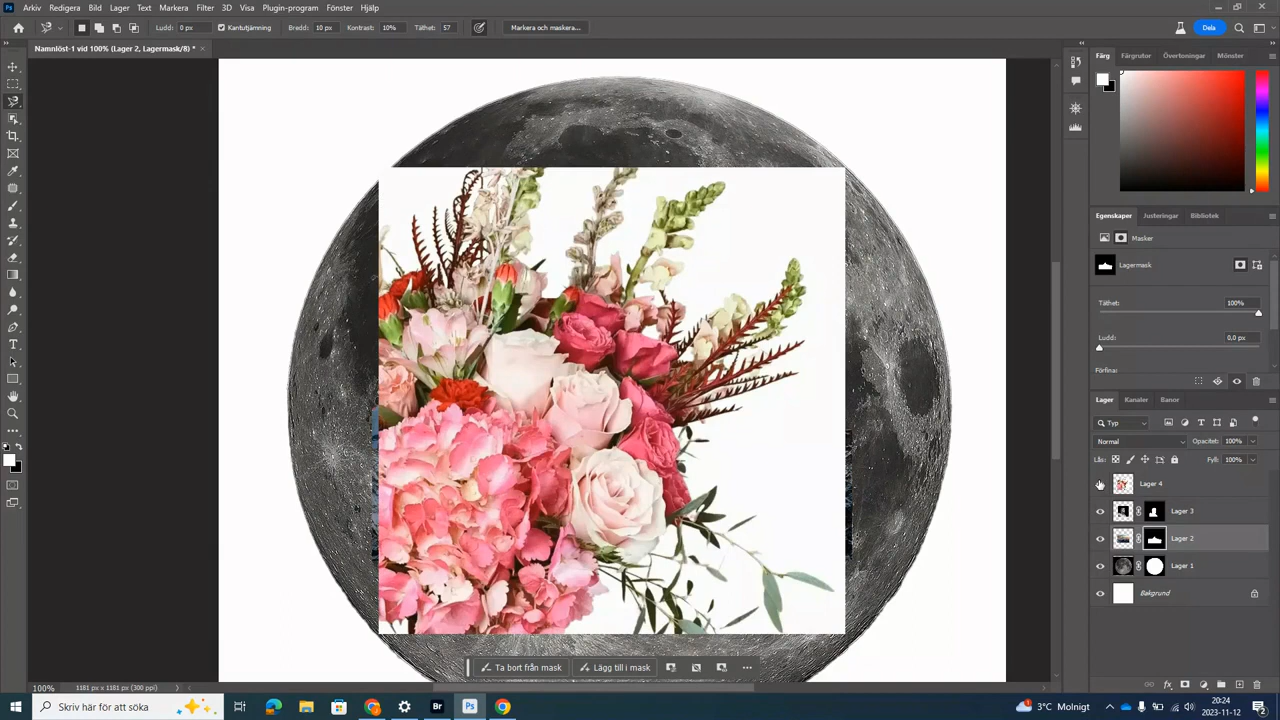 Ps Arkiv Redigera Bild Lager Text Markera Filter 3D Visa Plugin-program Fönster Hjälp
Ludd: 0 px Kantutjämning Bredd: 10 px Kontrast: 10% Täthet: 57 Markera och maskera... Dela
Namnlöst-1 vid 100% (Lager 2, Lagermask/8) * ×
Färg Färgrutor Övertoningar Mönster
Egenskaper Justeringar Bibliotek
Masker
Lagermask
Täthet: 100%
Ludd: 0,0 px
Förfina:
Lager Kanaler Banor
Typ
Normal Opacitet: 100%
Lås: Fyll: 100%
Lager 4
Lager 3
Lager 2
Lager 1
Bakgrund
Ta bort från mask Lägg till i mask
100% 1181 px x 1181 px (300 ppi)
Skriv här för att söka Br Ps 3°C Molnigt 20:24
2023-11-12 2